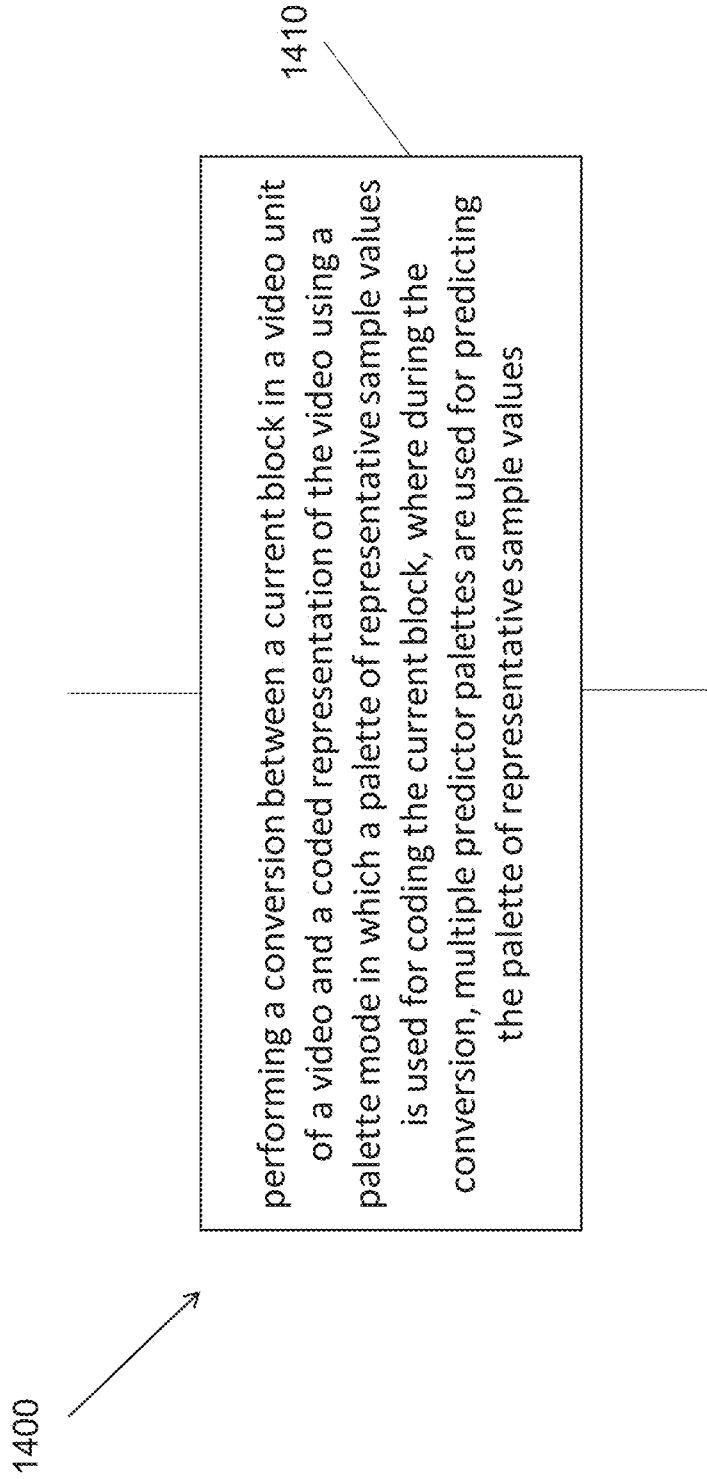 1400
1410
performing a conversion between a current block in a video unit
of a video and a coded representation of the video using a
palette mode in which a palette of representative sample values
is used for coding the current block, where during the
conversion, multiple predictor palettes are used for predicting
the palette of representative sample values